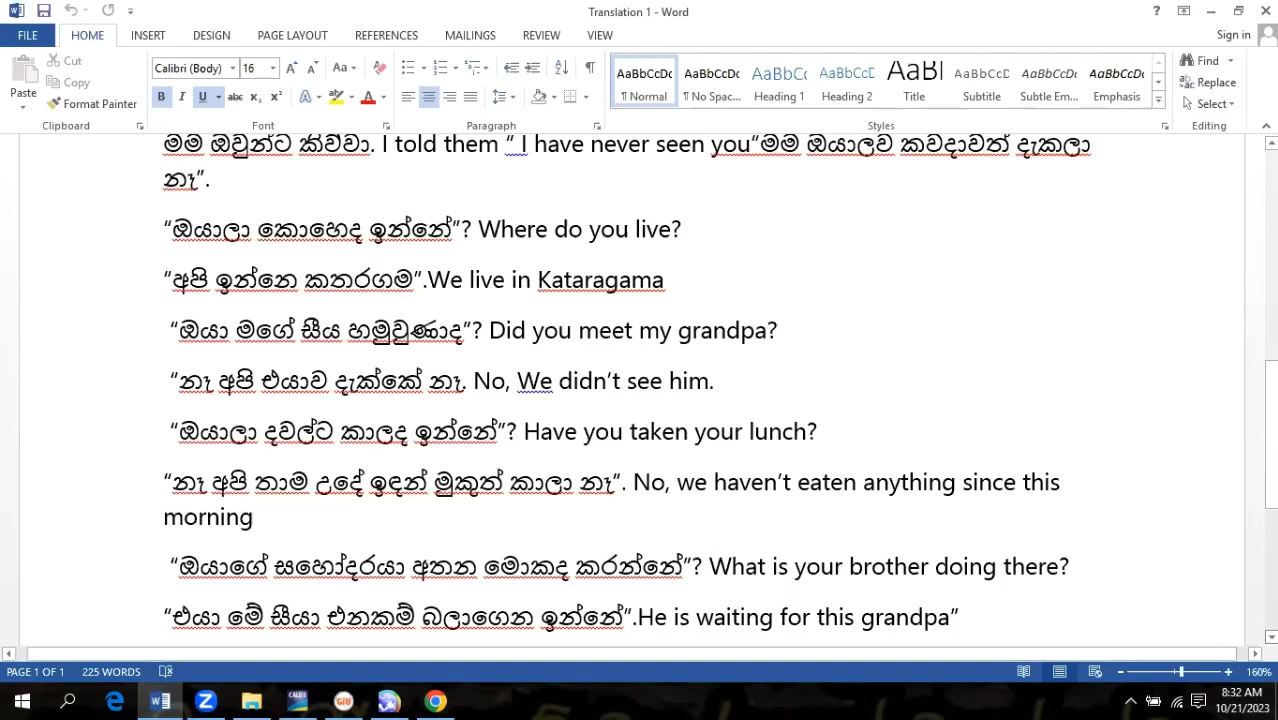 Translation 1 - Word
Sign in
FILE HOME INSERT DESIGN PAGE LAYOUT REFERENCES MAILINGS REVIEW VIEW
Paste
Cut
Copy
Format Painter
Clipboard
Calibri (Body) 16
Font
Paragraph
AaBbCcDc AaBbCcDc AaBbCc AaBbCcC AaBl AaBbCcD AaBbCcDc AaBbCcDc
¶ Normal ¶ No Spac... Heading 1 Heading 2 Title Subtitle Subtle Em... Emphasis
Styles
Find
Replace
Select
Editing
මම ඔවුන්ට කිව්වා. I told them “ I have never seen you“මම ඔයාලව කවදාවත් දැකලා
නෑ”.
“ඔයාලා කොහෙද ඉන්නේ”? Where do you live?
“අපි ඉන්නෙ කතරගම”.We live in Kataragama
“ඔයා මගේ සීය හමුවුණාද”? Did you meet my grandpa?
“නෑ අපි එයාව දැක්කේ නෑ. No, We didn’t see him.
“ඔයාලා දවල්ට කාලද ඉන්නේ”? Have you taken your lunch?
“නෑ අපි තාම උදේ ඉඳන් මුකුත් කාලා නෑ”. No, we haven’t eaten anything since this
morning
“ඔයාගේ සහෝදරයා අතන මොකද කරන්නේ”? What is your brother doing there?
“එයා මේ සීයා එනකම් බලාගෙන ඉන්නේ”.He is waiting for this grandpa”
PAGE 1 OF 1 225 WORDS 160%
8:32 AM
10/21/2023